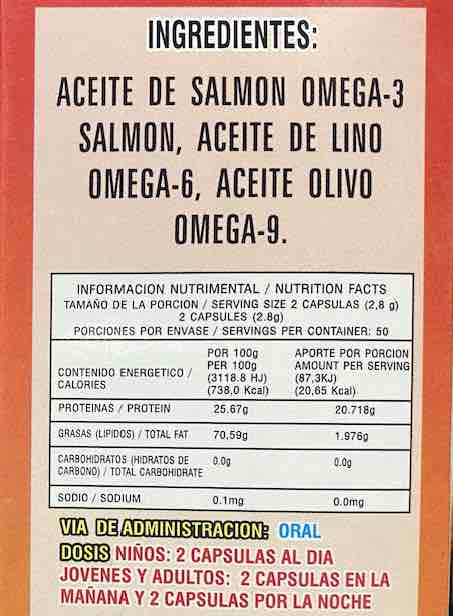 INGREDIENTES:
ACEITE DE SALMON OMEGA-3
SALMON, ACEITE DE LINO
OMEGA-6, ACEITE OLIVO
OMEGA-9.
INFORMACION NUTRIMENTAL / NUTRITION FACTS
TAMAÑO DE LA PORCION / SERVING SIZE 2 CAPSULAS (2,8 g)
2 CAPSULES (2.8g)
PORCIONES POR ENVASE / SERVINGS PER CONTAINER: 50
CONTENIDO ENERGETICO /
CALORIES
POR 100g
PER 100g
(3118.8 HJ)
(738,0 Kcal)
APORTE POR PORCION
AMOUNT PER SERVING
(87,3KJ)
(20,65 Kcal)
PROTEINAS / PROTEIN 25.67g 20.718g
GRASAS (LIPIDOS) / TOTAL FAT 70,59g 1.976g
CARBOHIDRATOS (HIDRATOS DE 0.0g 0.0g
CARBONO) / TOTAL CARBOHIDRATE
SODIO / SODIUM 0.1mg 0.0mg
VIA DE ADMINISTRACION: ORAL
DOSIS NIÑOS: 2 CAPSULAS AL DIA
JOVENES Y ADULTOS: 2 CAPSULAS EN LA
MAÑANA Y 2 CAPSULAS POR LA NOCHE